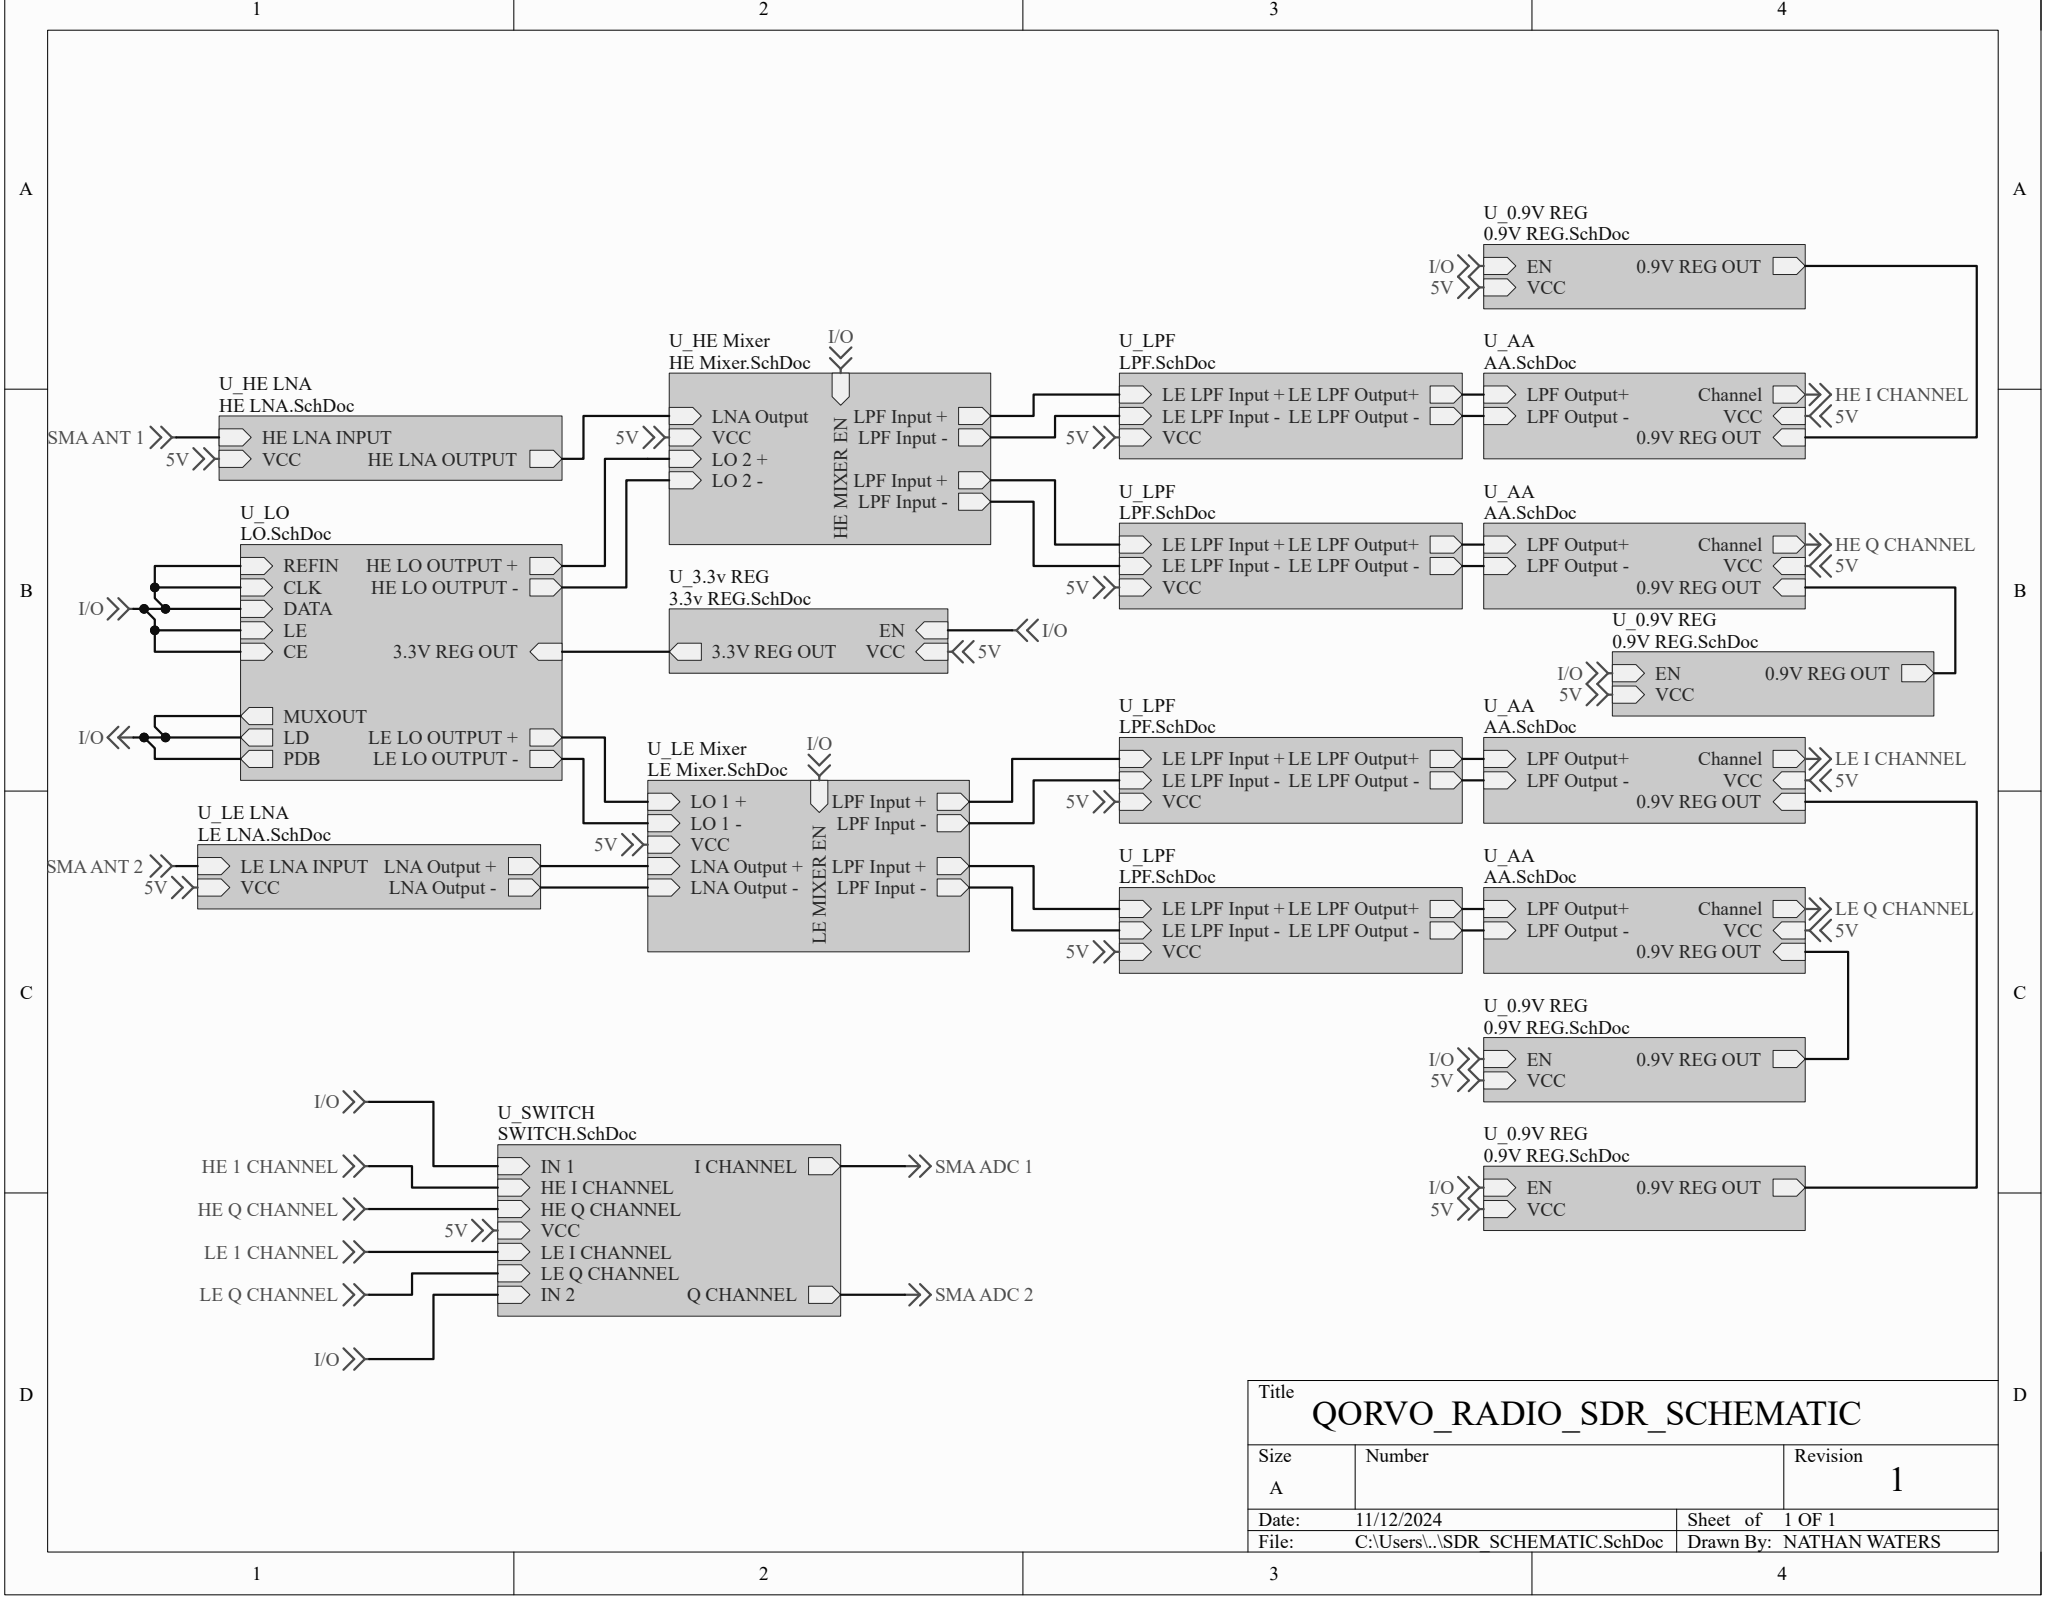 1 2 3 4
A A
B B
C C
D D
U_0.9V REG
0.9V REG.SchDoc
I/O EN 0.9V REG OUT
5V VCC
U_HE LNA
HE LNA.SchDoc
SMA ANT 1 HE LNA INPUT
5V VCC HE LNA OUTPUT
U_HE Mixer
HE Mixer.SchDoc
I/O
HE MIXER EN
LNA Output LPF Input +
5V VCC LPF Input -
LO 2 +
LO 2 - LPF Input +
LPF Input -
U_LPF
LPF.SchDoc
LE LPF Input + LE LPF Output+
LE LPF Input - LE LPF Output -
5V VCC
U_AA
AA.SchDoc
LPF Output+ Channel HE I CHANNEL
LPF Output - VCC 5V
0.9V REG OUT
U_LPF
LPF.SchDoc
LE LPF Input + LE LPF Output+
LE LPF Input - LE LPF Output -
5V VCC
U_AA
AA.SchDoc
LPF Output+ Channel HE Q CHANNEL
LPF Output - VCC 5V
0.9V REG OUT
U_LO
LO.SchDoc
REFIN HE LO OUTPUT +
CLK HE LO OUTPUT -
I/O DATA
LE
CE 3.3V REG OUT
MUXOUT
I/O LD LE LO OUTPUT +
PDB LE LO OUTPUT -
U_3.3v REG
3.3v REG.SchDoc
EN I/O
3.3V REG OUT VCC 5V
U_0.9V REG
0.9V REG.SchDoc
I/O EN 0.9V REG OUT
5V VCC
U_LE LNA
LE LNA.SchDoc
SMA ANT 2 LE LNA INPUT LNA Output +
5V VCC LNA Output -
U_LE Mixer
LE Mixer.SchDoc
I/O
LE MIXER EN
LO 1 + LPF Input +
LO 1 - LPF Input -
5V VCC
LNA Output + LPF Input +
LNA Output - LPF Input -
U_LPF
LPF.SchDoc
LE LPF Input + LE LPF Output+
LE LPF Input - LE LPF Output -
5V VCC
U_AA
AA.SchDoc
LPF Output+ Channel LE I CHANNEL
LPF Output - VCC 5V
0.9V REG OUT
U_LPF
LPF.SchDoc
LE LPF Input + LE LPF Output+
LE LPF Input - LE LPF Output -
5V VCC
U_AA
AA.SchDoc
LPF Output+ Channel LE Q CHANNEL
LPF Output - VCC 5V
0.9V REG OUT
U_0.9V REG
0.9V REG.SchDoc
I/O EN 0.9V REG OUT
5V VCC
U_0.9V REG
0.9V REG.SchDoc
I/O EN 0.9V REG OUT
5V VCC
I/O
U_SWITCH
SWITCH.SchDoc
IN 1 I CHANNEL SMA ADC 1
HE 1 CHANNEL HE I CHANNEL
HE Q CHANNEL HE Q CHANNEL
5V VCC
LE 1 CHANNEL LE I CHANNEL
LE Q CHANNEL LE Q CHANNEL
IN 2 Q CHANNEL SMA ADC 2
I/O
Title QORVO_RADIO_SDR_SCHEMATIC
Size Number Revision
A 1
Date: 11/12/2024 Sheet of 1 OF 1
File: C:\Users\..\SDR_SCHEMATIC.SchDoc Drawn By: NATHAN WATERS
1 2 3 4